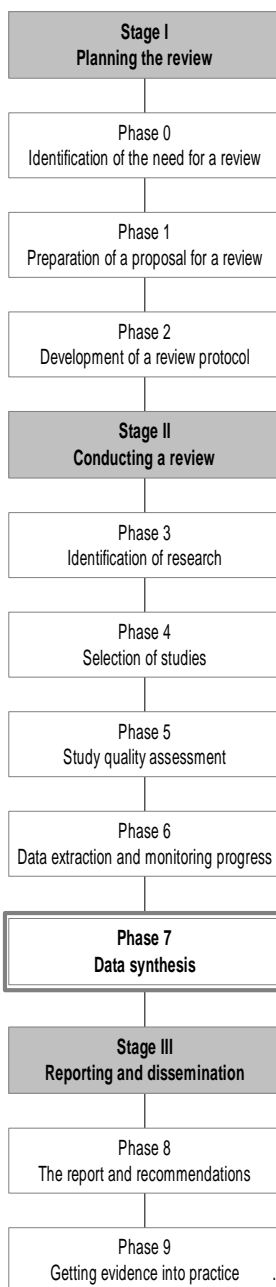 Stage I
Planning the review
Phase 0
Identification of the need for a review
Phase 1
Preparation of a proposal for a review
Phase 2
Development of a review protocol
Stage II
Conducting a review
Phase 3
Identification of research
Phase 4
Selection of studies
Phase 5
Study quality assessment
Phase 6
Data extraction and monitoring progress
Phase 7
Data synthesis
Stage III
Reporting and dissemination
Phase 8
The report and recommendations
Phase 9
Getting evidence into practice .